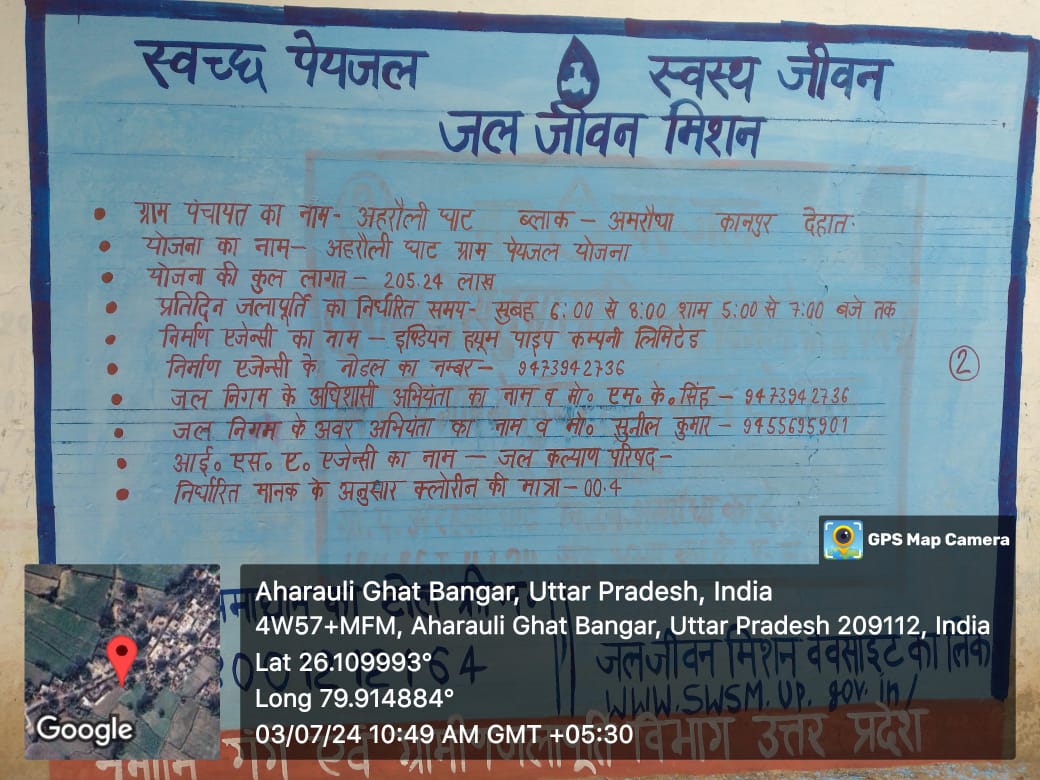 स्वच्छ पेयजल स्वस्थ जीवन
जल जीवन मिशन
• ग्राम पंचायत का नाम- अहरौली घाट ब्लाक - अमरौधा कानपुर देहात.
• योजना का नाम- अहरौली घाट ग्राम पेयजल योजना
• योजना की कुल लागत - 205.24 लाख
• प्रतिदिन जलापूर्ति का निर्धारित समय- सुबह 6:00 से 8:00 शाम 5:00 से 7:00 बजे तक
• निर्माण एजेन्सी का नाम - इण्डियन ह्यूम पाइप कम्पनी लिमिटेड
• निर्माण एजेन्सी के नोडल का नम्बर- 9473942736
②
• जल निगम के अधिशासी अभियंता का नाम व मो० एम० के० सिंह - 9473942736
• जल निगम के अवर अभियंता का नाम व मो० सुनील कुमार - 9455695901
• आई० एस० ए० एजेन्सी का नाम - जल कल्याण परिषद-
• निर्धारित मानक के अनुसार क्लोरीन की मात्रा-00.4
GPS Map Camera
Aharauli Ghat Bangar, Uttar Pradesh, India
4W57+MFM, Aharauli Ghat Bangar, Uttar Pradesh 209112, India
Lat 26.109993°
Long 79.914884°
03/07/24 10:49 AM GMT +05:30
Google
जलजीवन मिशन वेवसाइट का लिंक
www.swsm.up.gov.in/
नमामि गंगे एवं ग्रामीण जलापूर्ति विभाग उत्तर प्रदेश